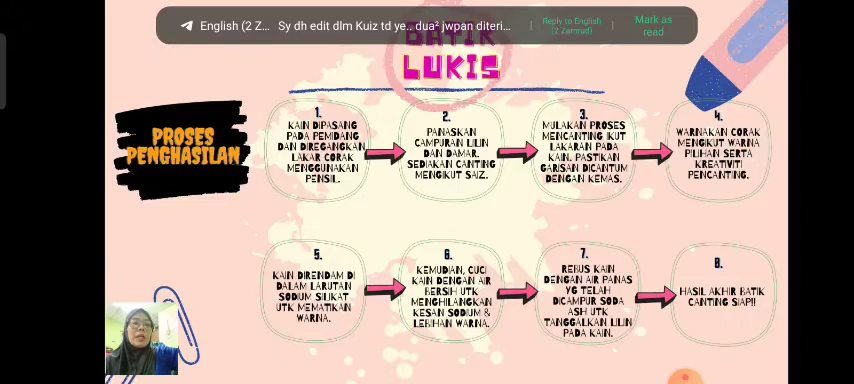 English (2 Z... Sy dh edit dlm Kuiz td ye.. dua² jwpan diteri...
Reply to English
(2 Zamrud)
Mark as
read
BATIK
LUKIS
PROSES
PENGHASILAN
1.
KAIN DIPASANG
PADA PEMIDANG
DAN DIREGANGKAN
LAKAR CORAK
MENGGUNAKAN
PENSIL.
2.
PANASKAN
CAMPURAN LILIN
DAN DAMAR.
SEDIAKAN CANTING
MENGIKUT SAIZ.
3.
MULAKAN PROSES
MENCANTING IKUT
LAKARAN PADA
KAIN. PASTIKAN
GARISAN DICANTUM
DENGAN KEMAS.
4.
WARNAKAN CORAK
MENGIKUT WARNA
PILIHAN SERTA
KREATIVITI
PENCANTING.
5.
KAIN DIRENDAM DI
DALAM LARUTAN
SODIUM SILIKAT
UTK MEMATIKAN
WARNA.
6.
KEMUDIAN, CUCI
KAIN DENGAN AIR
BERSIH UTK
MENGHILANGKAN
KESAN SODIUM &
LEBIHAN WARNA.
7.
REBUS KAIN
DENGAN AIR PANAS
YG TELAH
DICAMPUR SODA
ASH UTK
TANGGALKAN LILIN
PADA KAIN.
8.
HASIL AKHIR BATIK
CANTING SIAP!!